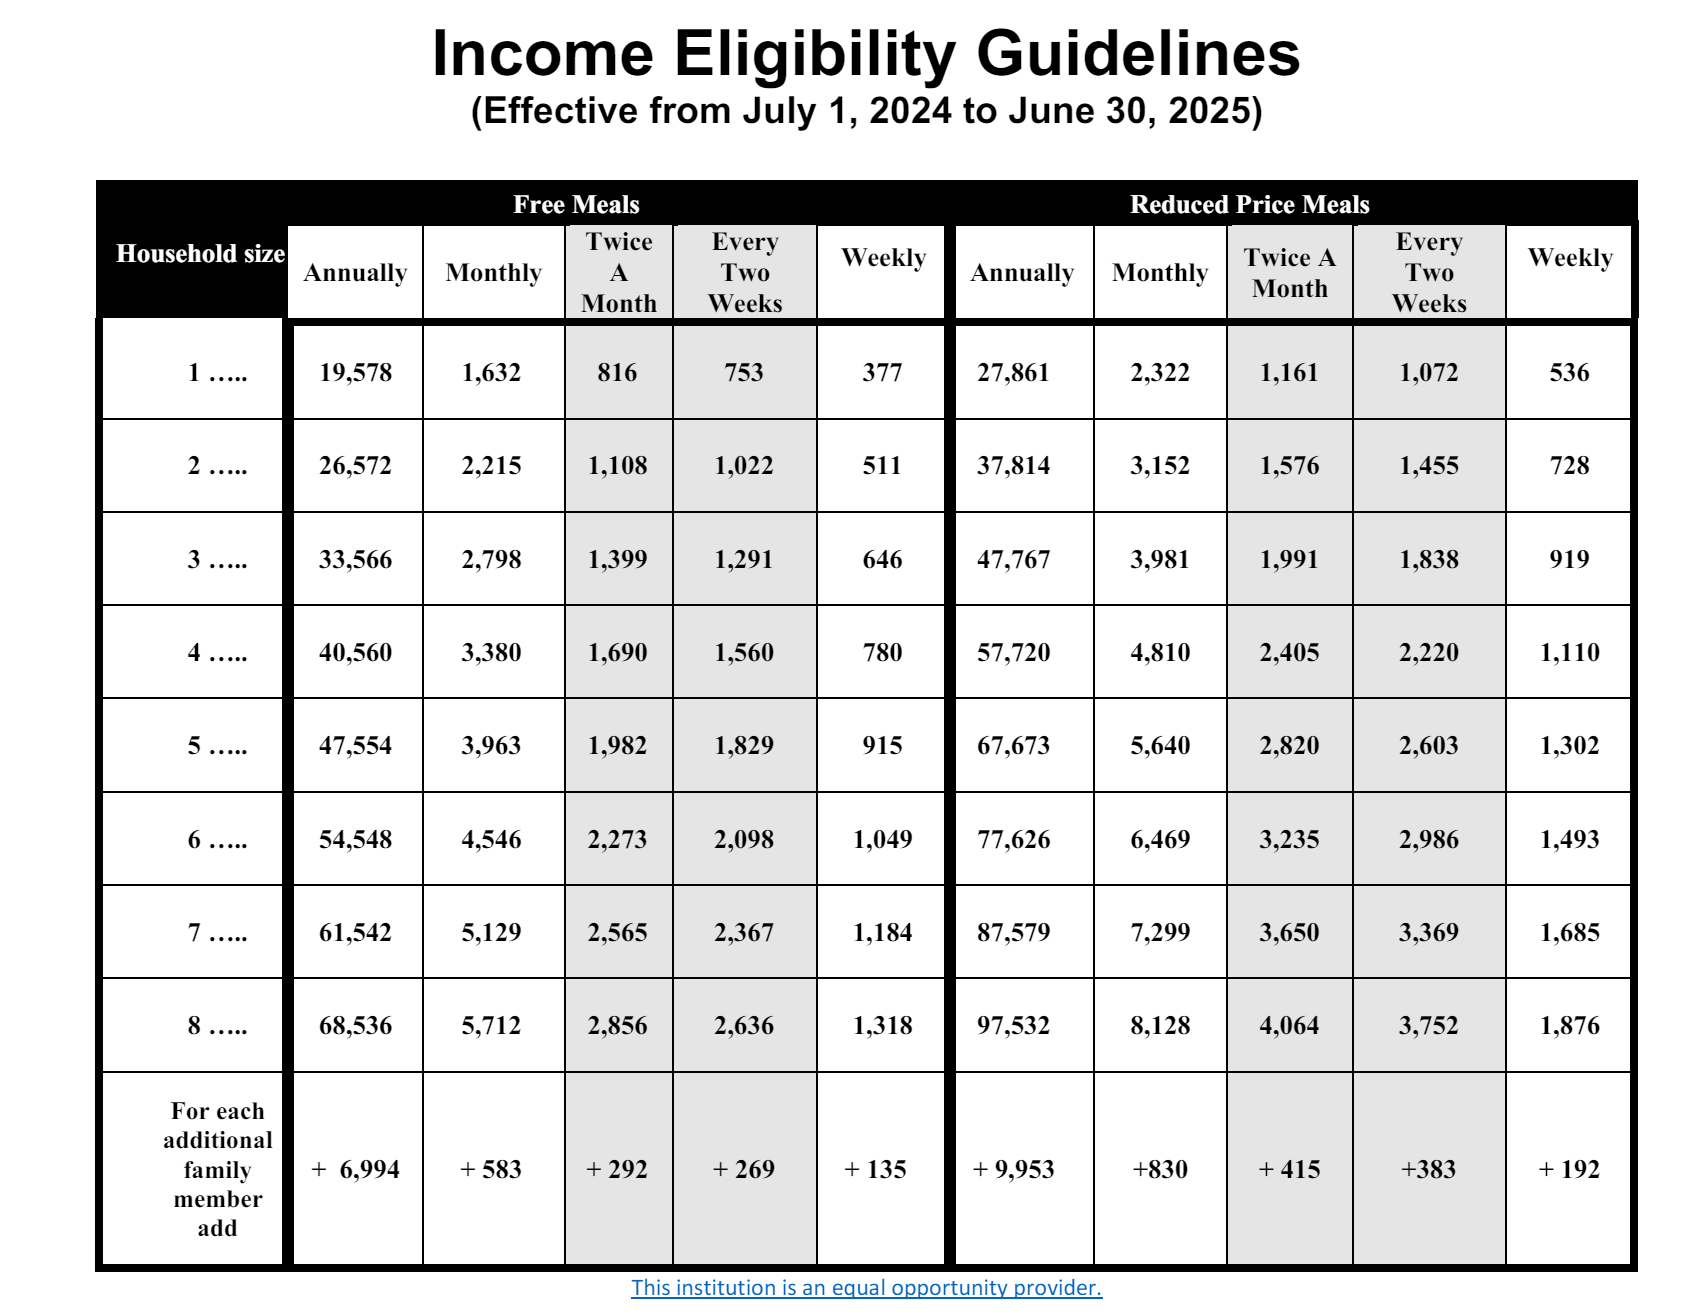 Income Eligibility Guidelines
(Effective from July 1, 2024 to June 30, 2025)
Household size Free Meals Reduced Price Meals
Annually Monthly Twice A Month Every Two Weeks Weekly Annually Monthly Twice A Month Every Two Weeks Weekly
1 ….. 19,578 1,632 816 753 377 27,861 2,322 1,161 1,072 536
2 ….. 26,572 2,215 1,108 1,022 511 37,814 3,152 1,576 1,455 728
3 ….. 33,566 2,798 1,399 1,291 646 47,767 3,981 1,991 1,838 919
4 ….. 40,560 3,380 1,690 1,560 780 57,720 4,810 2,405 2,220 1,110
5 ….. 47,554 3,963 1,982 1,829 915 67,673 5,640 2,820 2,603 1,302
6 ….. 54,548 4,546 2,273 2,098 1,049 77,626 6,469 3,235 2,986 1,493
7 ….. 61,542 5,129 2,565 2,367 1,184 87,579 7,299 3,650 3,369 1,685
8 ….. 68,536 5,712 2,856 2,636 1,318 97,532 8,128 4,064 3,752 1,876
For each additional family member add + 6,994 + 583 + 292 + 269 + 135 + 9,953 +830 + 415 +383 + 192
This institution is an equal opportunity provider.